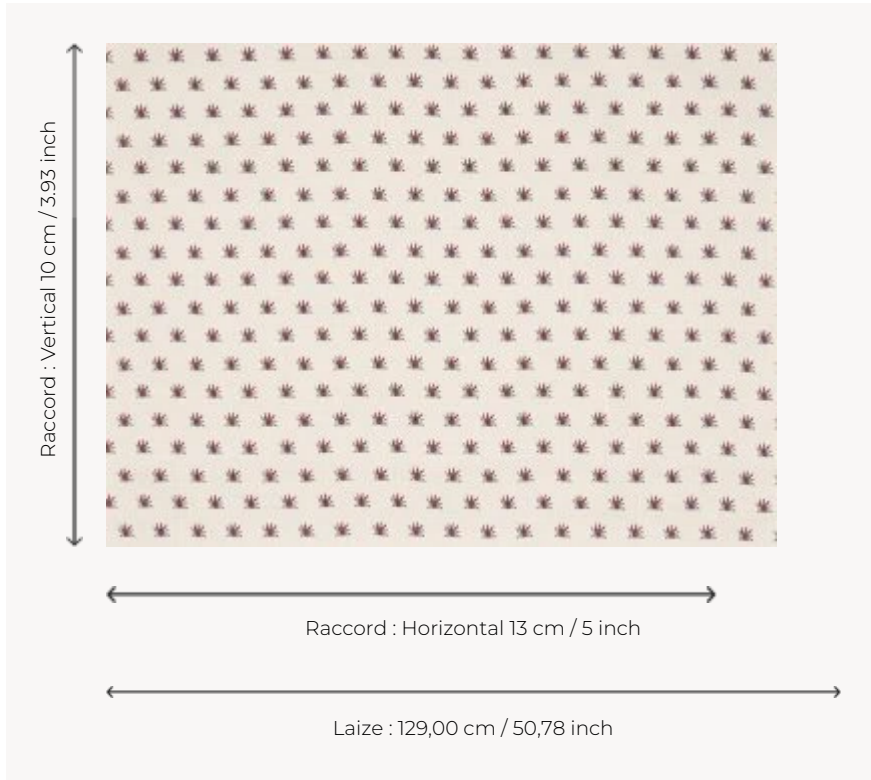 Raccord : Vertical 10 cm / 3.93 inch
Raccord : Horizontal 13 cm / 5 inch
Laize : 129,00 cm / 50,78 inch